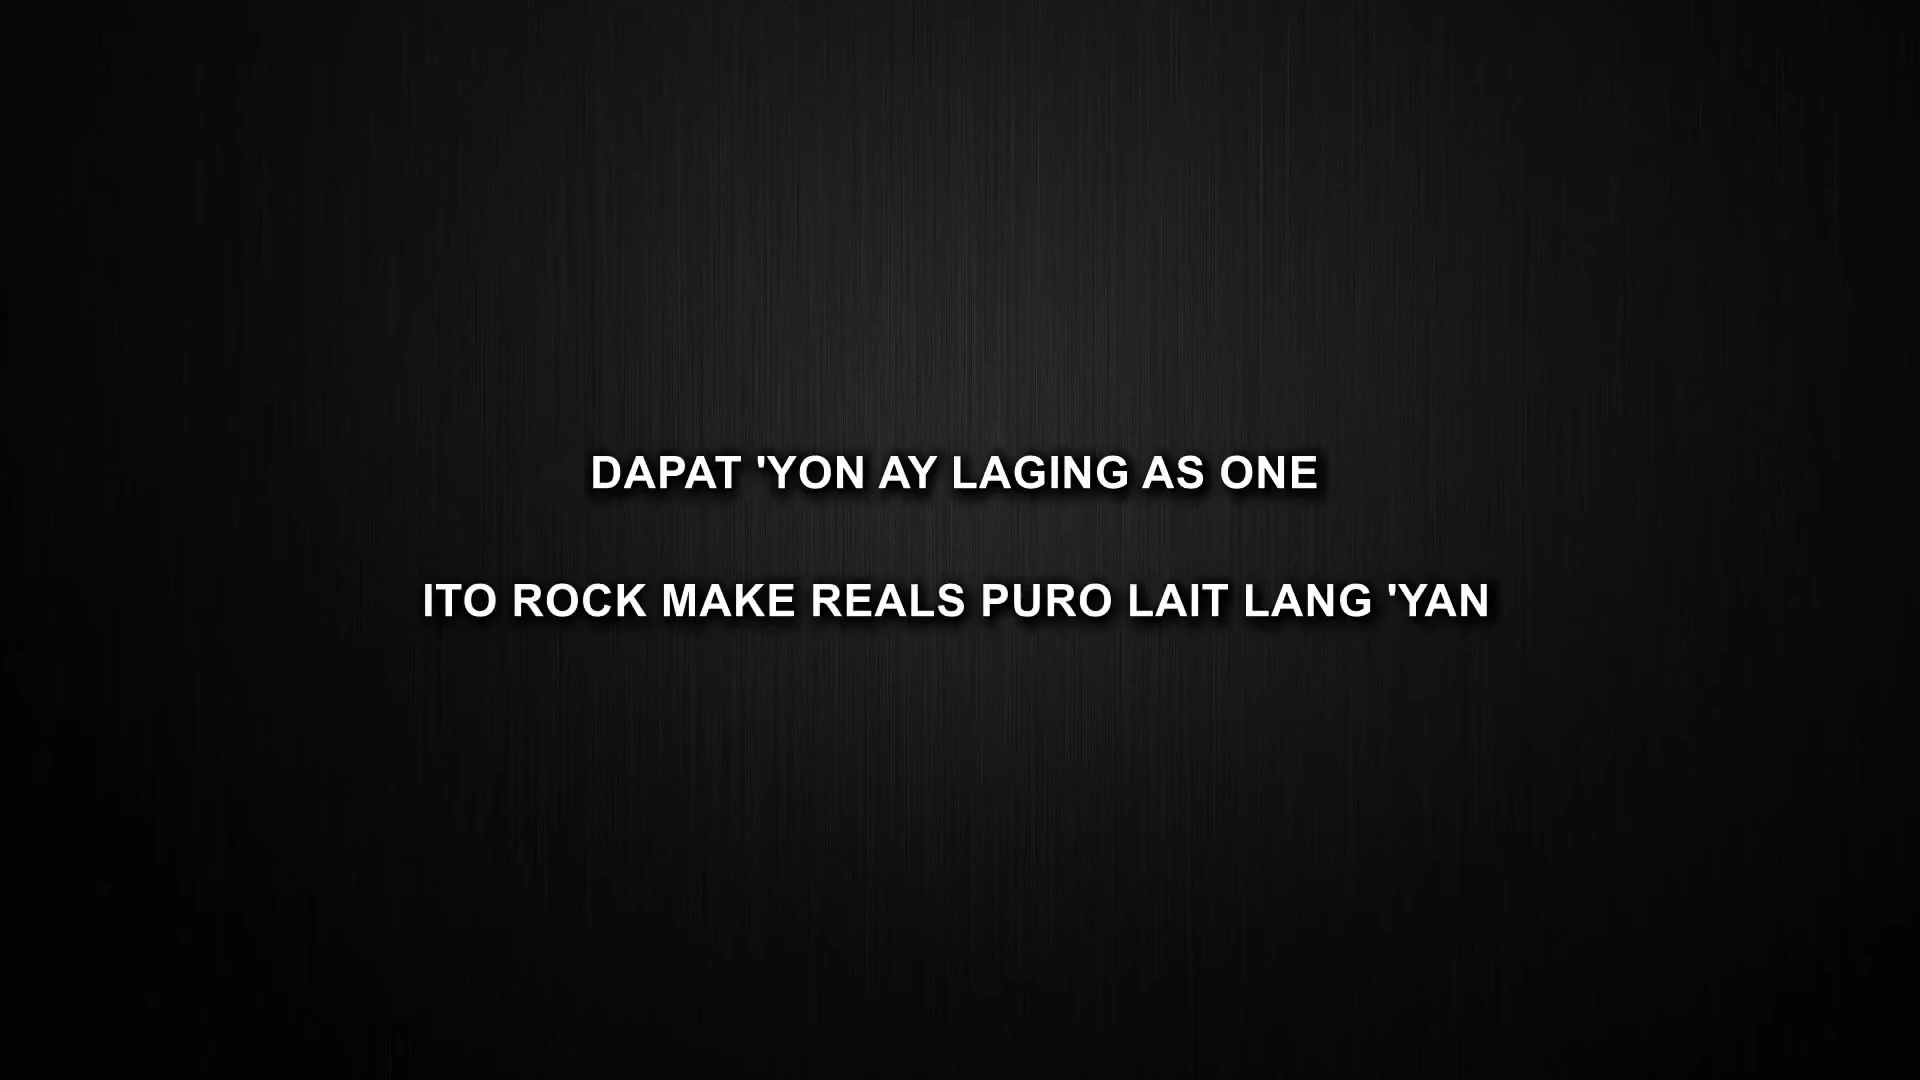 DAPAT 'YON AY LAGING AS ONE
ITO ROCK MAKE REALS PURO LAIT LANG 'YAN